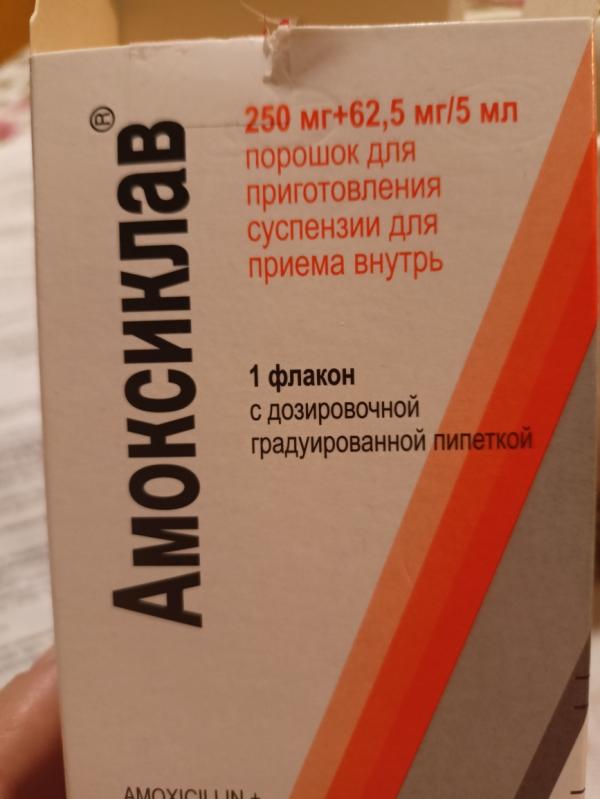 Амоксиклав®
250 мг+62,5 мг/5 мл
порошок для
приготовления
суспензии для
приема внутрь
1 флакон
с дозировочной
градуированной пипеткой
AMOXICILLIN +